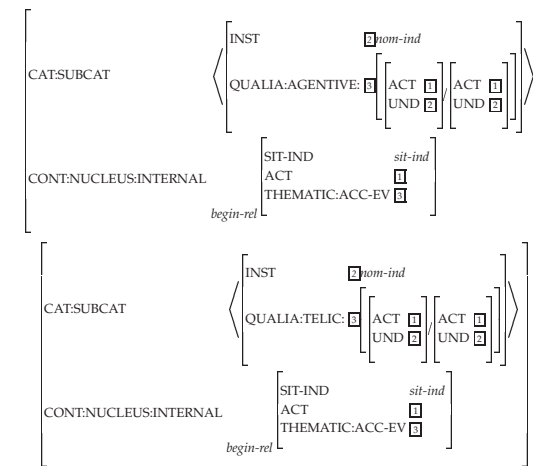 INST 2 nom-ind
CAT:SUBCAT QUALIA:AGENTIVE: 3 ACT 1 / ACT 1
UND 2 UND 2
SIT-IND sit-ind
CONT:NUCLEUS:INTERNAL ACT 1
THEMATIC:ACC-EV 3
begin-rel
INST 2 nom-ind
CAT:SUBCAT QUALIA:TELIC: 3 ACT 1 / ACT 1
UND 2 UND 2
SIT-IND sit-ind
CONT:NUCLEUS:INTERNAL ACT 1
THEMATIC:ACC-EV 3
begin-rel